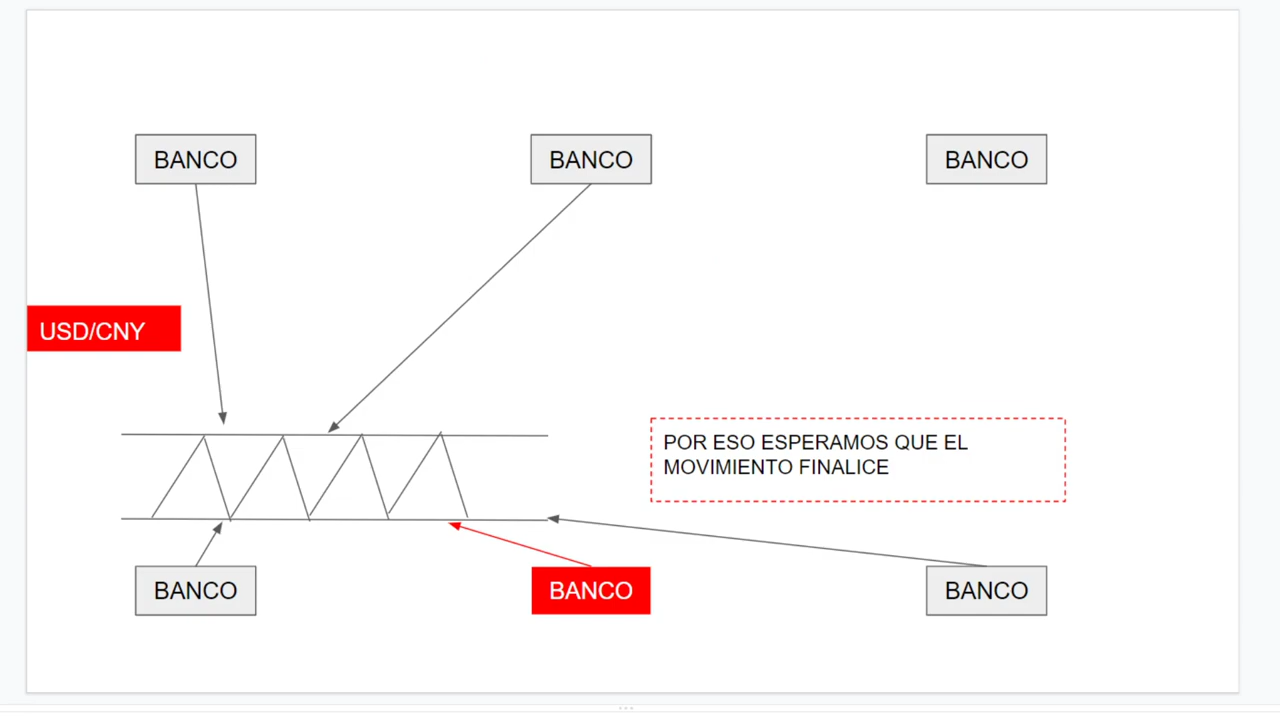 BANCO
BANCO
BANCO
USD/CNY
POR ESO ESPERAMOS QUE EL
MOVIMIENTO FINALICE
BANCO
BANCO
BANCO